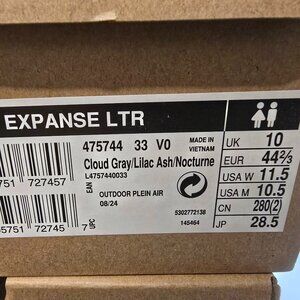 EXPANSE LTR
475744 33 V0
MADE IN
VIETNAM
Cloud Gray/Lilac Ash/Nocturne
L4757440033
EAN
751 727457
OUTDOOR PLEIN AIR
08/24
5302772138
145464
UPC
5751 72745 7
UK 10
EUR 44⅔
USA W 11.5
USA M 10.5
CN 280(2)
JP 28.5